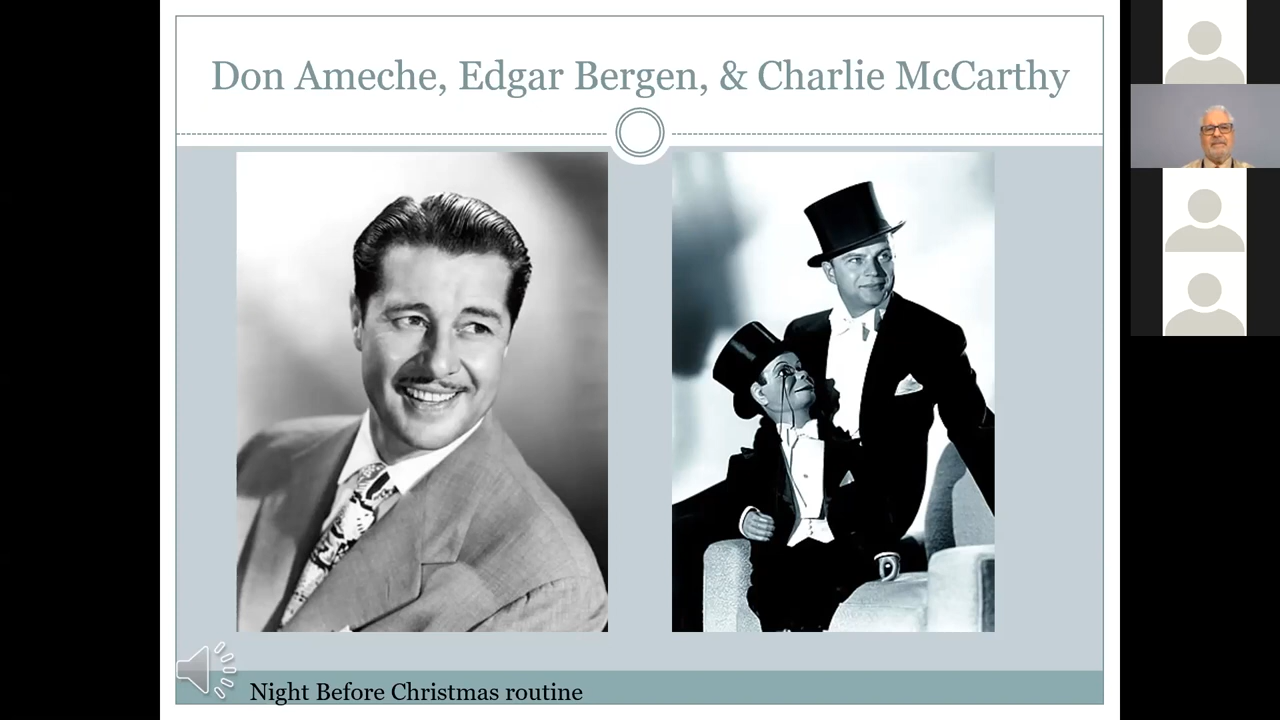 Don Ameche, Edgar Bergen, & Charlie McCarthy
Night Before Christmas routine